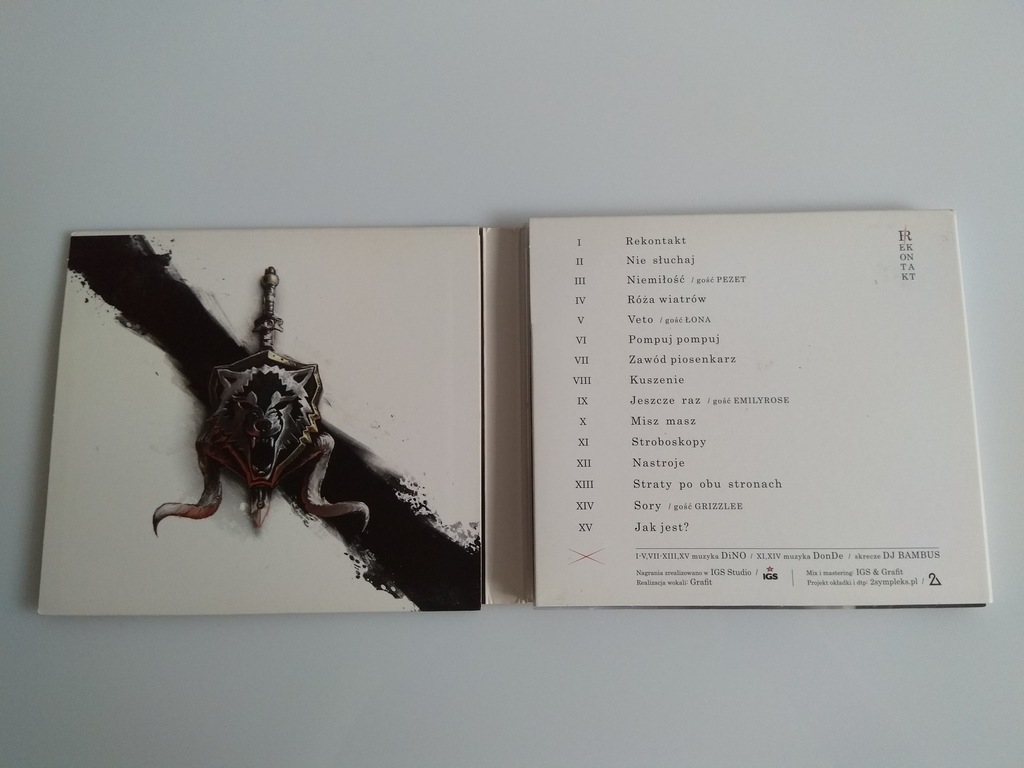 I Rekontakt
II Nie słuchaj
III Niemiłość / gość PEZET
IV Róża wiatrów
V Veto / gość ŁONA
VI Pompuj pompuj
VII Zawód piosenkarz
VIII Kuszenie
IX Jeszcze raz / gość EMILYROSE
X Misz masz
XI Stroboskopy
XII Nastroje
XIII Straty po obu stronach
XIV Sory / gość GRIZZLEE
XV Jak jest?
R
EK
ON
TA
KT
I-V,VII-XIII,XV muzyka DiNO / XI,XIV muzyka DonDe / skrecze DJ BAMBUS
Nagrania zrealizowano w IGS Studio / IGS
Realizacja wokali: Grafit
Mix i mastering: IGS & Grafit
Projekt okładki i dtp: 2sympleks.pl /